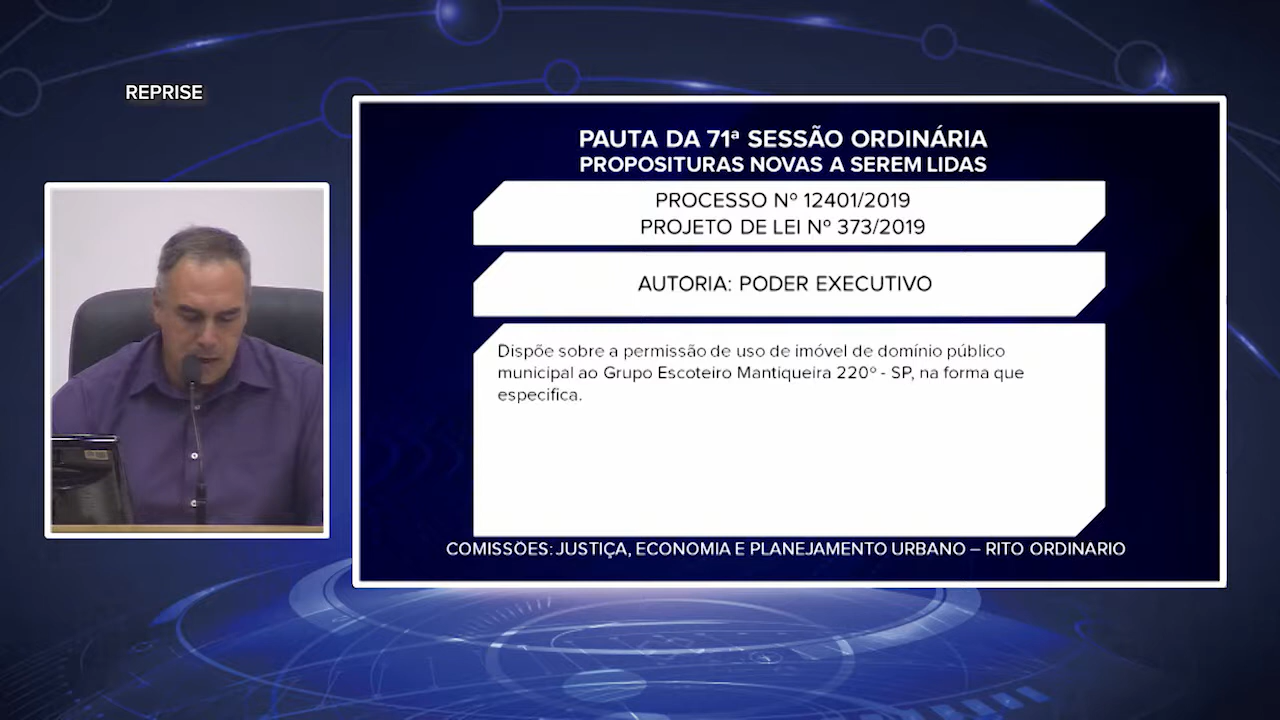 REPRISE
PAUTA DA 71ª SESSÃO ORDINÁRIA
PROPOSITURAS NOVAS A SEREM LIDAS
PROCESSO Nº 12401/2019
PROJETO DE LEI Nº 373/2019
AUTORIA: PODER EXECUTIVO
Dispõe sobre a permissão de uso de imóvel de domínio público
municipal ao Grupo Escoteiro Mantiqueira 220º - SP, na forma que
especifica.
COMISSÕES: JUSTIÇA, ECONOMIA E PLANEJAMENTO URBANO – RITO ORDINARIO